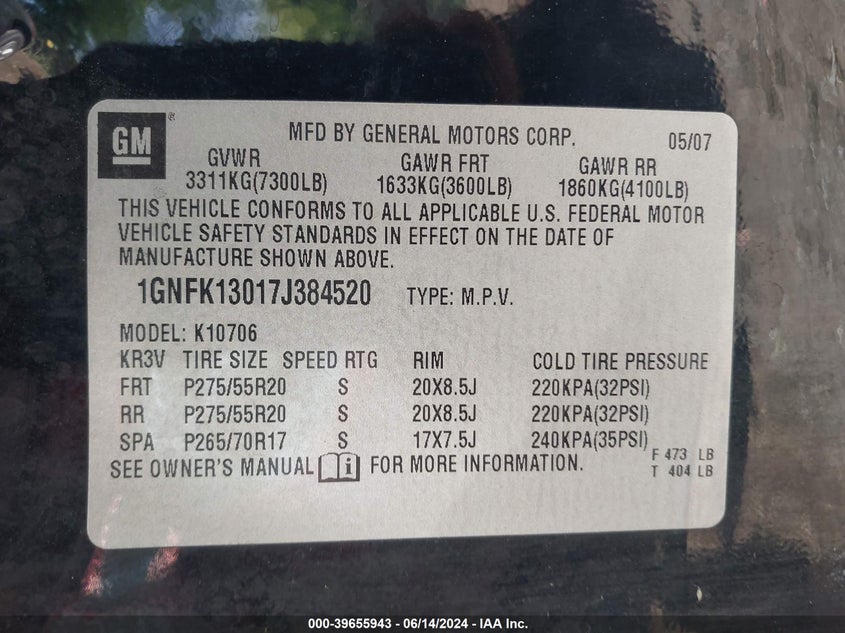 GM ®
MFD BY GENERAL MOTORS CORP. 05/07
GVWR GAWR FRT GAWR RR
3311KG(7300LB) 1633KG(3600LB) 1860KG(4100LB)
THIS VEHICLE CONFORMS TO ALL APPLICABLE U.S. FEDERAL MOTOR
VEHICLE SAFETY STANDARDS IN EFFECT ON THE DATE OF
MANUFACTURE SHOWN ABOVE.
1GNFK13017J384520 TYPE: M.P.V.
MODEL: K10706
KR3V TIRE SIZE SPEED RTG RIM COLD TIRE PRESSURE
FRT P275/55R20 S 20X8.5J 220KPA(32PSI)
RR P275/55R20 S 20X8.5J 220KPA(32PSI)
SPA P265/70R17 S 17X7.5J 240KPA(35PSI)
F 473 LB
SEE OWNER'S MANUAL i FOR MORE INFORMATION.
T 404 LB
000-39655943 - 06/14/2024 - IAA Inc.